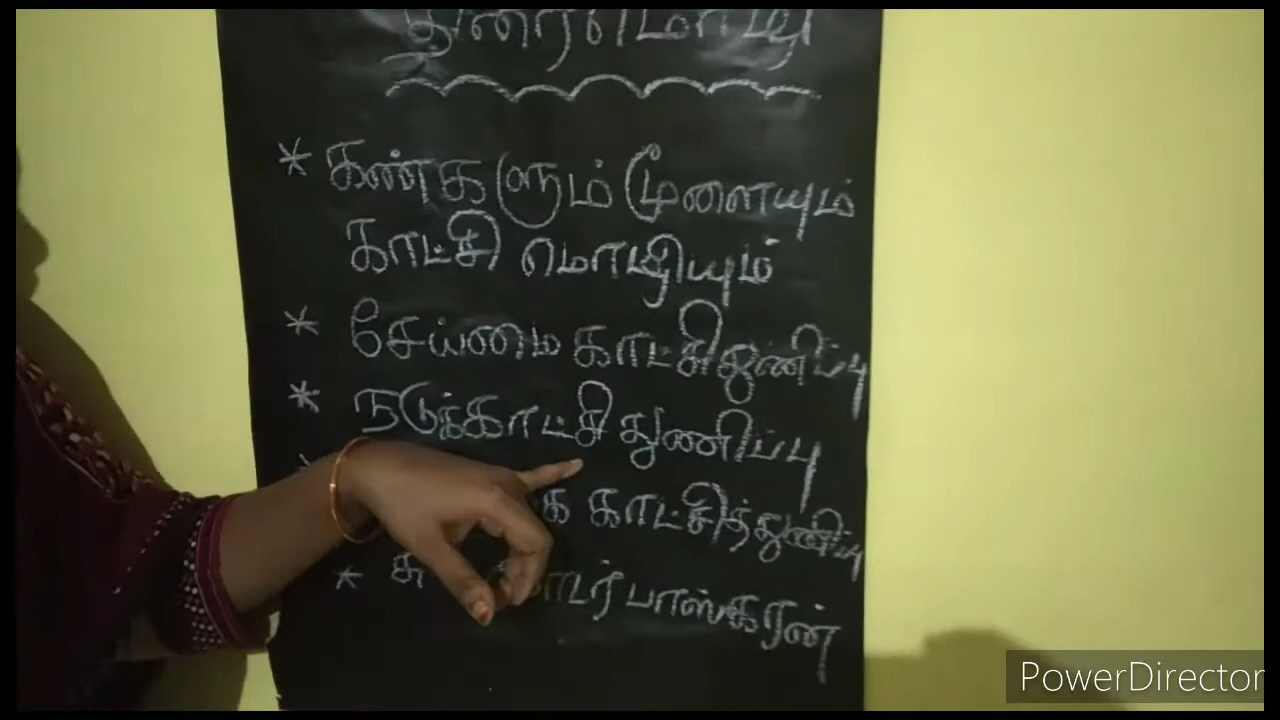 திரைமொழி
* கண்களும் மூளையும்
காட்சி மொழியும்
* சேய்மை காட்சிதுணிப்பு
* நடுக்காட்சி துணிப்பு
காட்சித்துணிப்பு
* பாஸ்கரன்
PowerDirector